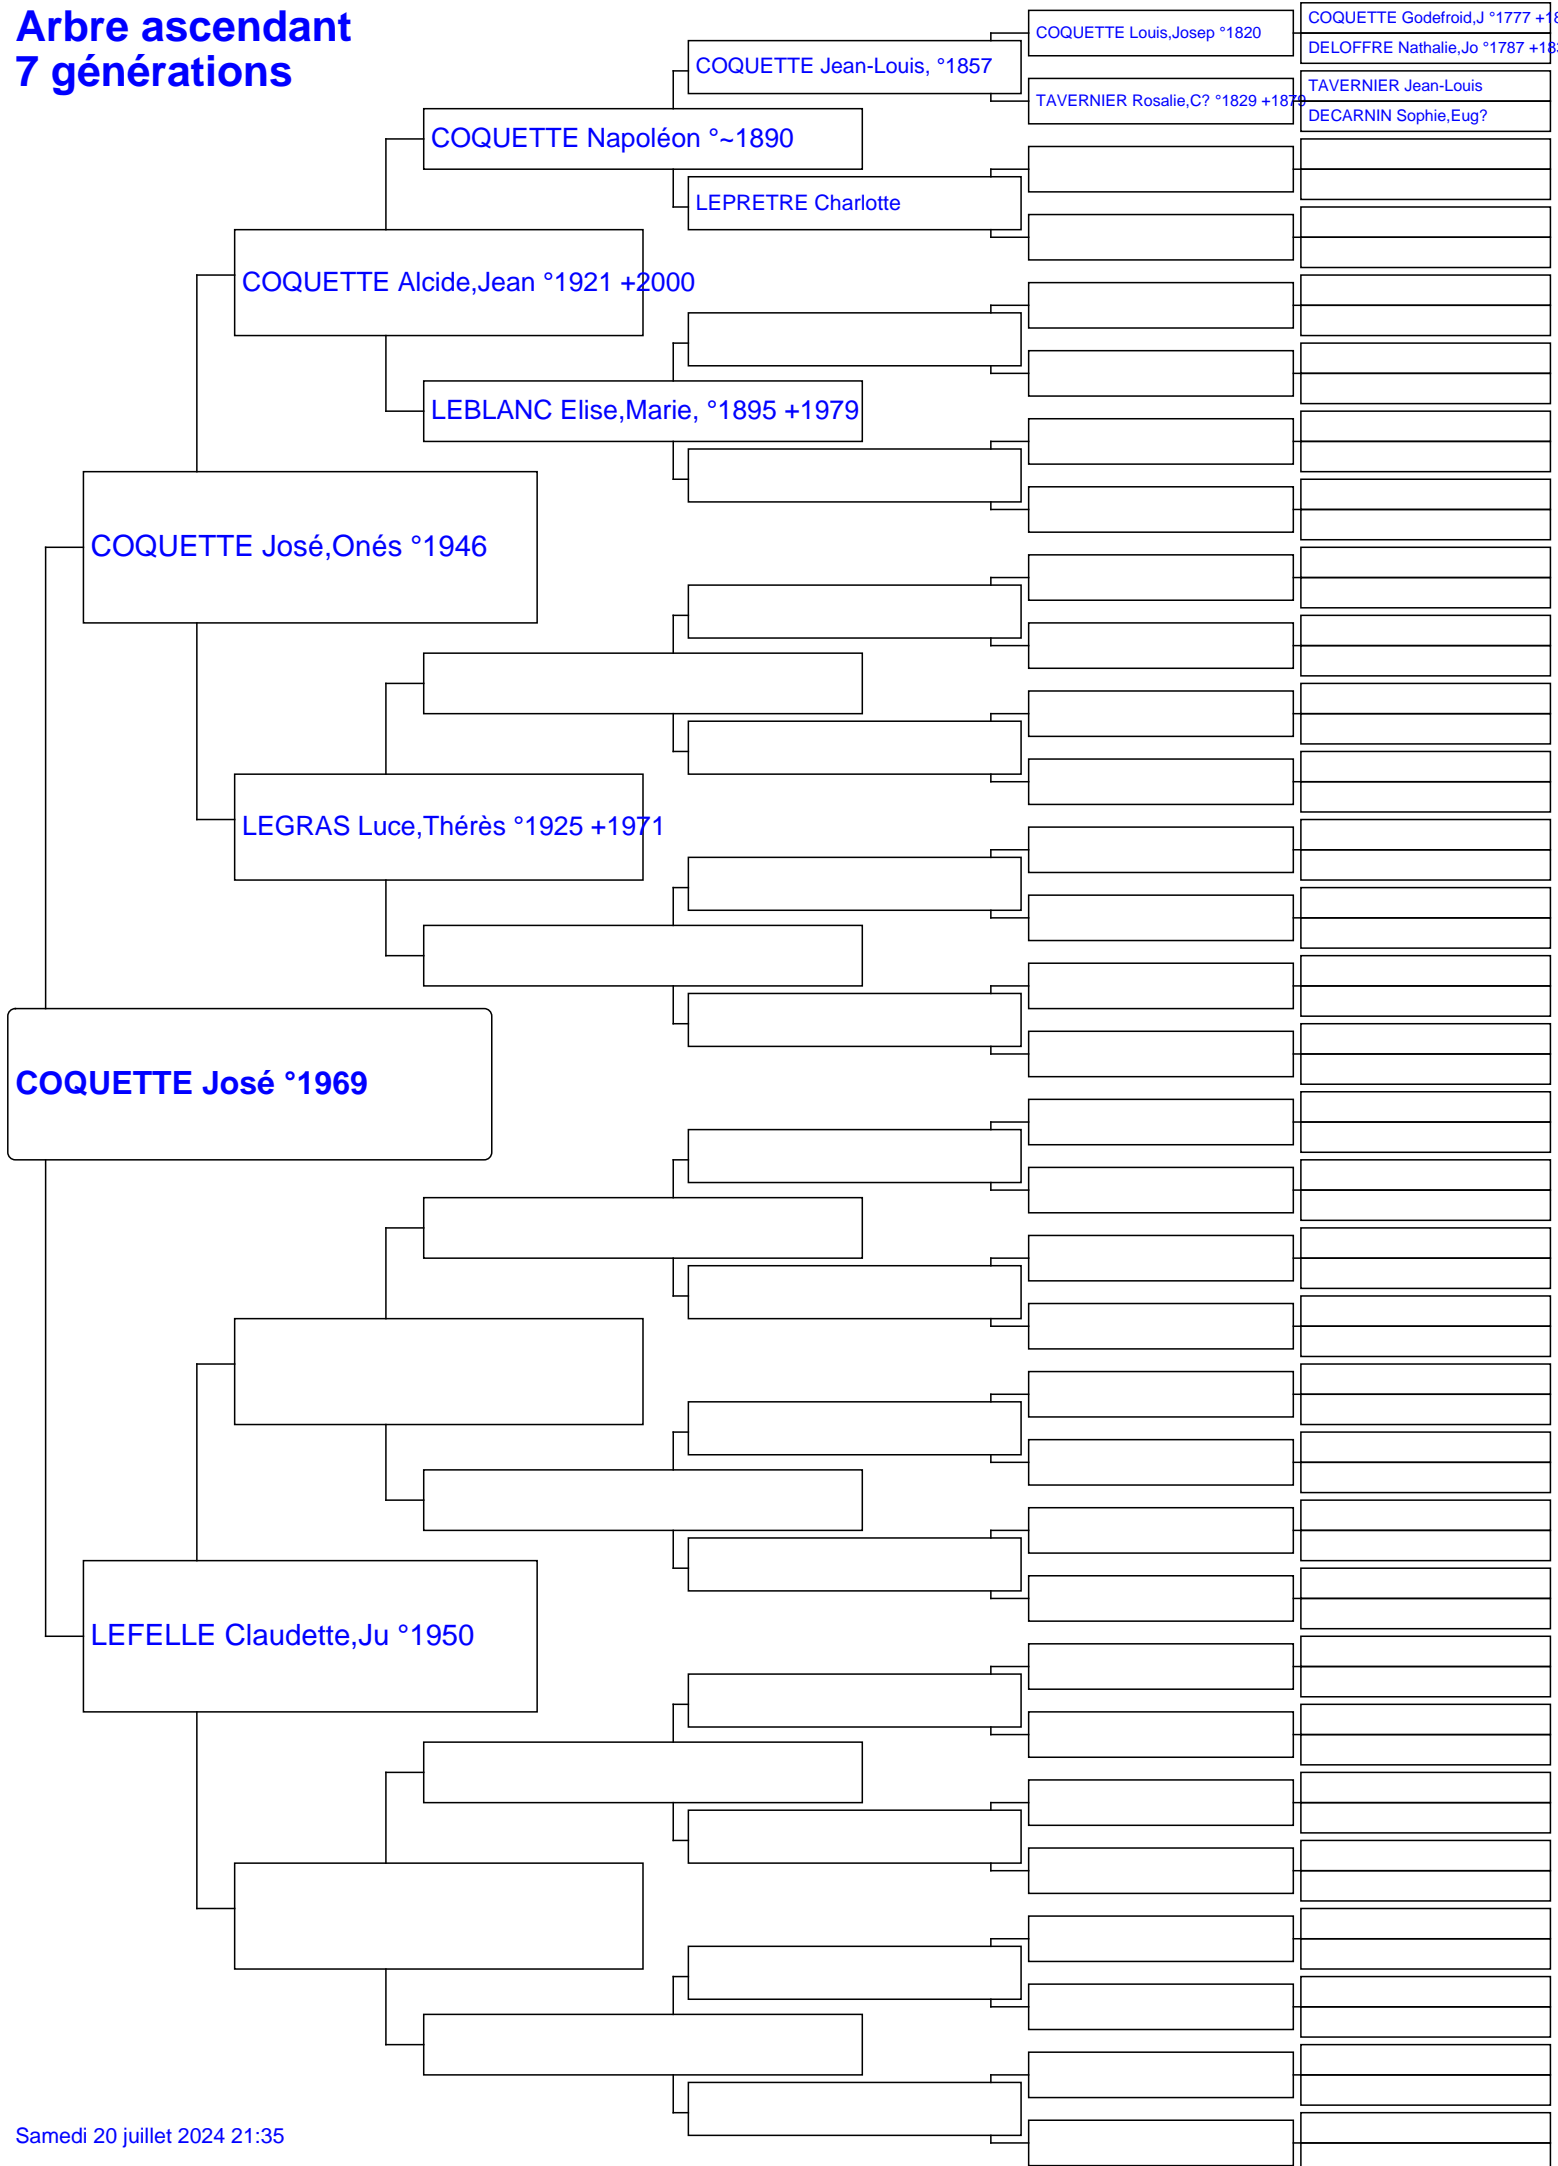 Arbre ascendant
7 générations
COQUETTE Louis,Josep °1820
COQUETTE Godefroid,J °1777 +18
DELOFFRE Nathalie,Jo °1787 +183
COQUETTE Jean-Louis, °1857
TAVERNIER Rosalie,C? °1829 +1879
TAVERNIER Jean-Louis
DECARNIN Sophie,Eug?
COQUETTE Napoléon °~1890
LEPRETRE Charlotte
COQUETTE Alcide,Jean °1921 +2000
LEBLANC Elise,Marie, °1895 +1979
COQUETTE José,Onés °1946
LEGRAS Luce,Thérès °1925 +1971
COQUETTE José °1969
LEFELLE Claudette,Ju °1950
Samedi 20 juillet 2024 21:35